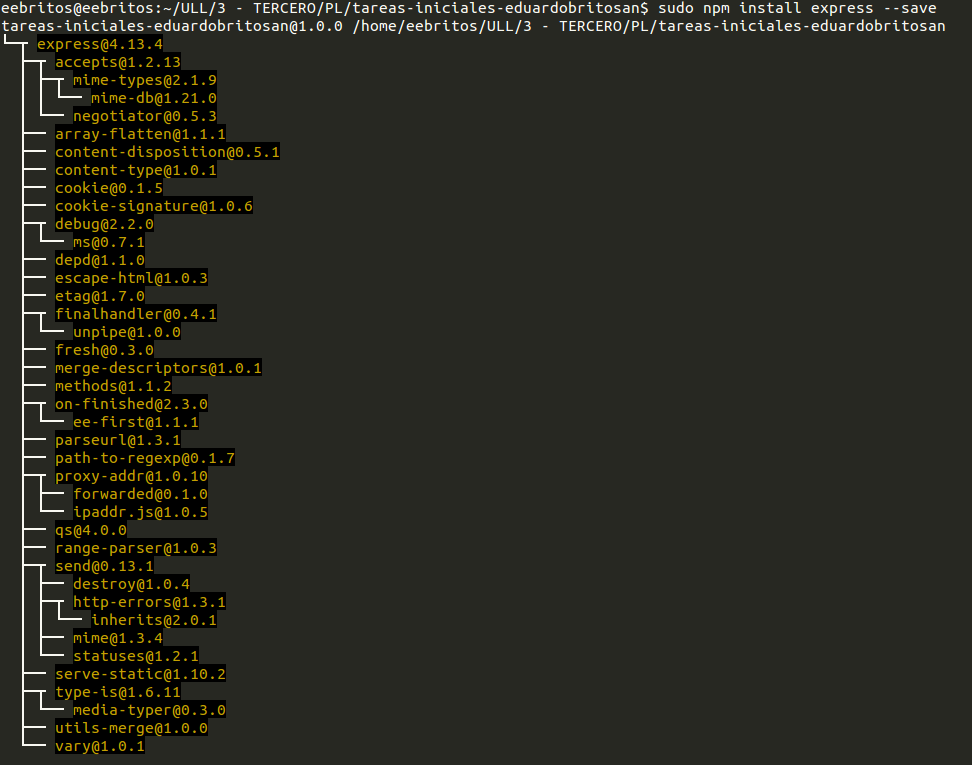 eebritos@eebritos:~/ULL/3 - TERCERO/PL/tareas-iniciales-eduardobritosan$ sudo npm install express --save
tareas-iniciales-eduardobritosan@1.0.0 /home/eebritos/ULL/3 - TERCERO/PL/tareas-iniciales-eduardobritosan
└─┬ express@4.13.4
  ├─┬ accepts@1.2.13
  │ ├─┬ mime-types@2.1.9
  │ │ └── mime-db@1.21.0
  │ └── negotiator@0.5.3
  ├── array-flatten@1.1.1
  ├── content-disposition@0.5.1
  ├── content-type@1.0.1
  ├── cookie@0.1.5
  ├── cookie-signature@1.0.6
  ├─┬ debug@2.2.0
  │ └── ms@0.7.1
  ├── depd@1.1.0
  ├── escape-html@1.0.3
  ├── etag@1.7.0
  ├─┬ finalhandler@0.4.1
  │ └── unpipe@1.0.0
  ├── fresh@0.3.0
  ├── merge-descriptors@1.0.1
  ├── methods@1.1.2
  ├─┬ on-finished@2.3.0
  │ └── ee-first@1.1.1
  ├── parseurl@1.3.1
  ├── path-to-regexp@0.1.7
  ├─┬ proxy-addr@1.0.10
  │ ├── forwarded@0.1.0
  │ └── ipaddr.js@1.0.5
  ├── qs@4.0.0
  ├── range-parser@1.0.3
  ├─┬ send@0.13.1
  │ ├── destroy@1.0.4
  │ ├─┬ http-errors@1.3.1
  │ │ └── inherits@2.0.1
  │ ├── mime@1.3.4
  │ └── statuses@1.2.1
  ├── serve-static@1.10.2
  ├─┬ type-is@1.6.11
  │ └── media-typer@0.3.0
  ├── utils-merge@1.0.0
  └── vary@1.0.1